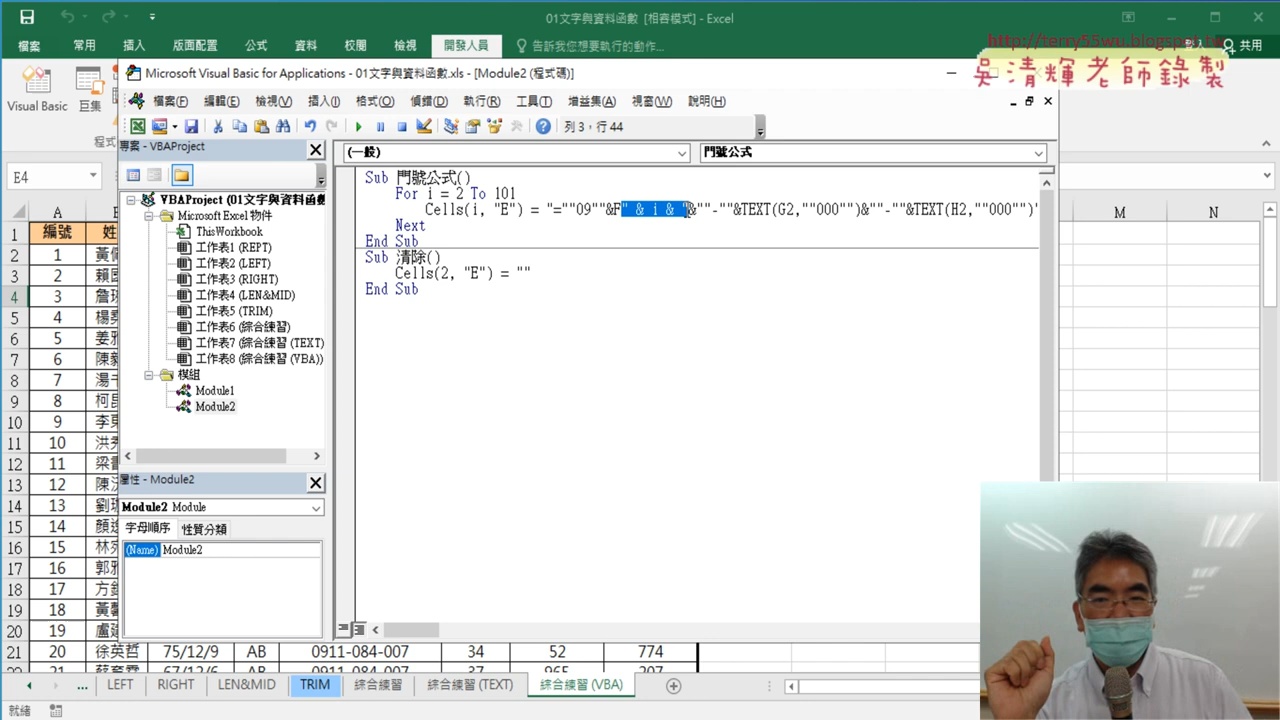 01文字與資料函數 [相容模式] - Excel
檔案 常用 插入 版面配置 公式 資料 校閱 檢視 開發人員 告訴我您想要執行的動作... 共用
http://terry55wu.blogspot.tw
吳清輝老師錄製
Visual Basic 巨集
程式
Microsoft Visual Basic for Applications - 01文字與資料函數.xls - [Module2 (程式碼)]
檔案(F) 編輯(E) 檢視(V) 插入(I) 格式(O) 偵錯(D) 執行(R) 工具(T) 增益集(A) 視窗(W) 說明(H)
列 3，行 44
專案 - VBAProject
(一般) 門號公式
E4
VBAProject (01文字與資料函數
Microsoft Excel 物件
ThisWorkbook
工作表1 (REPT)
工作表2 (LEFT)
工作表3 (RIGHT)
工作表4 (LEN&MID)
工作表5 (TRIM)
工作表6 (綜合練習)
工作表7 (綜合練習 (TEXT)
工作表8 (綜合練習 (VBA))
模組
Module1
Module2
Sub 門號公式()
For i = 2 To 101
Cells(i, "E") = "=""09""&F" & i & "&""-""&TEXT(G2,""000"")&""-""&TEXT(H2,""000"")"
Next
End Sub
Sub 清除()
Cells(2, "E") = ""
End Sub
屬性 - Module2
Module2 Module
字母順序 性質分類
(Name) Module2
A M N
1 編號
2 1
3 2
4 3
5 4
6 5
7 6
8 7
9 8
10 9
11 10
12 11
13 12
14 13
15 14
16 15
17 16
18 17
19 18
20 19
21 20 徐英哲 75/12/9 AB 0911-084-007 34 52 774
... LEFT RIGHT LEN&MID TRIM 綜合練習 綜合練習 (TEXT) 綜合練習 (VBA)
就緒